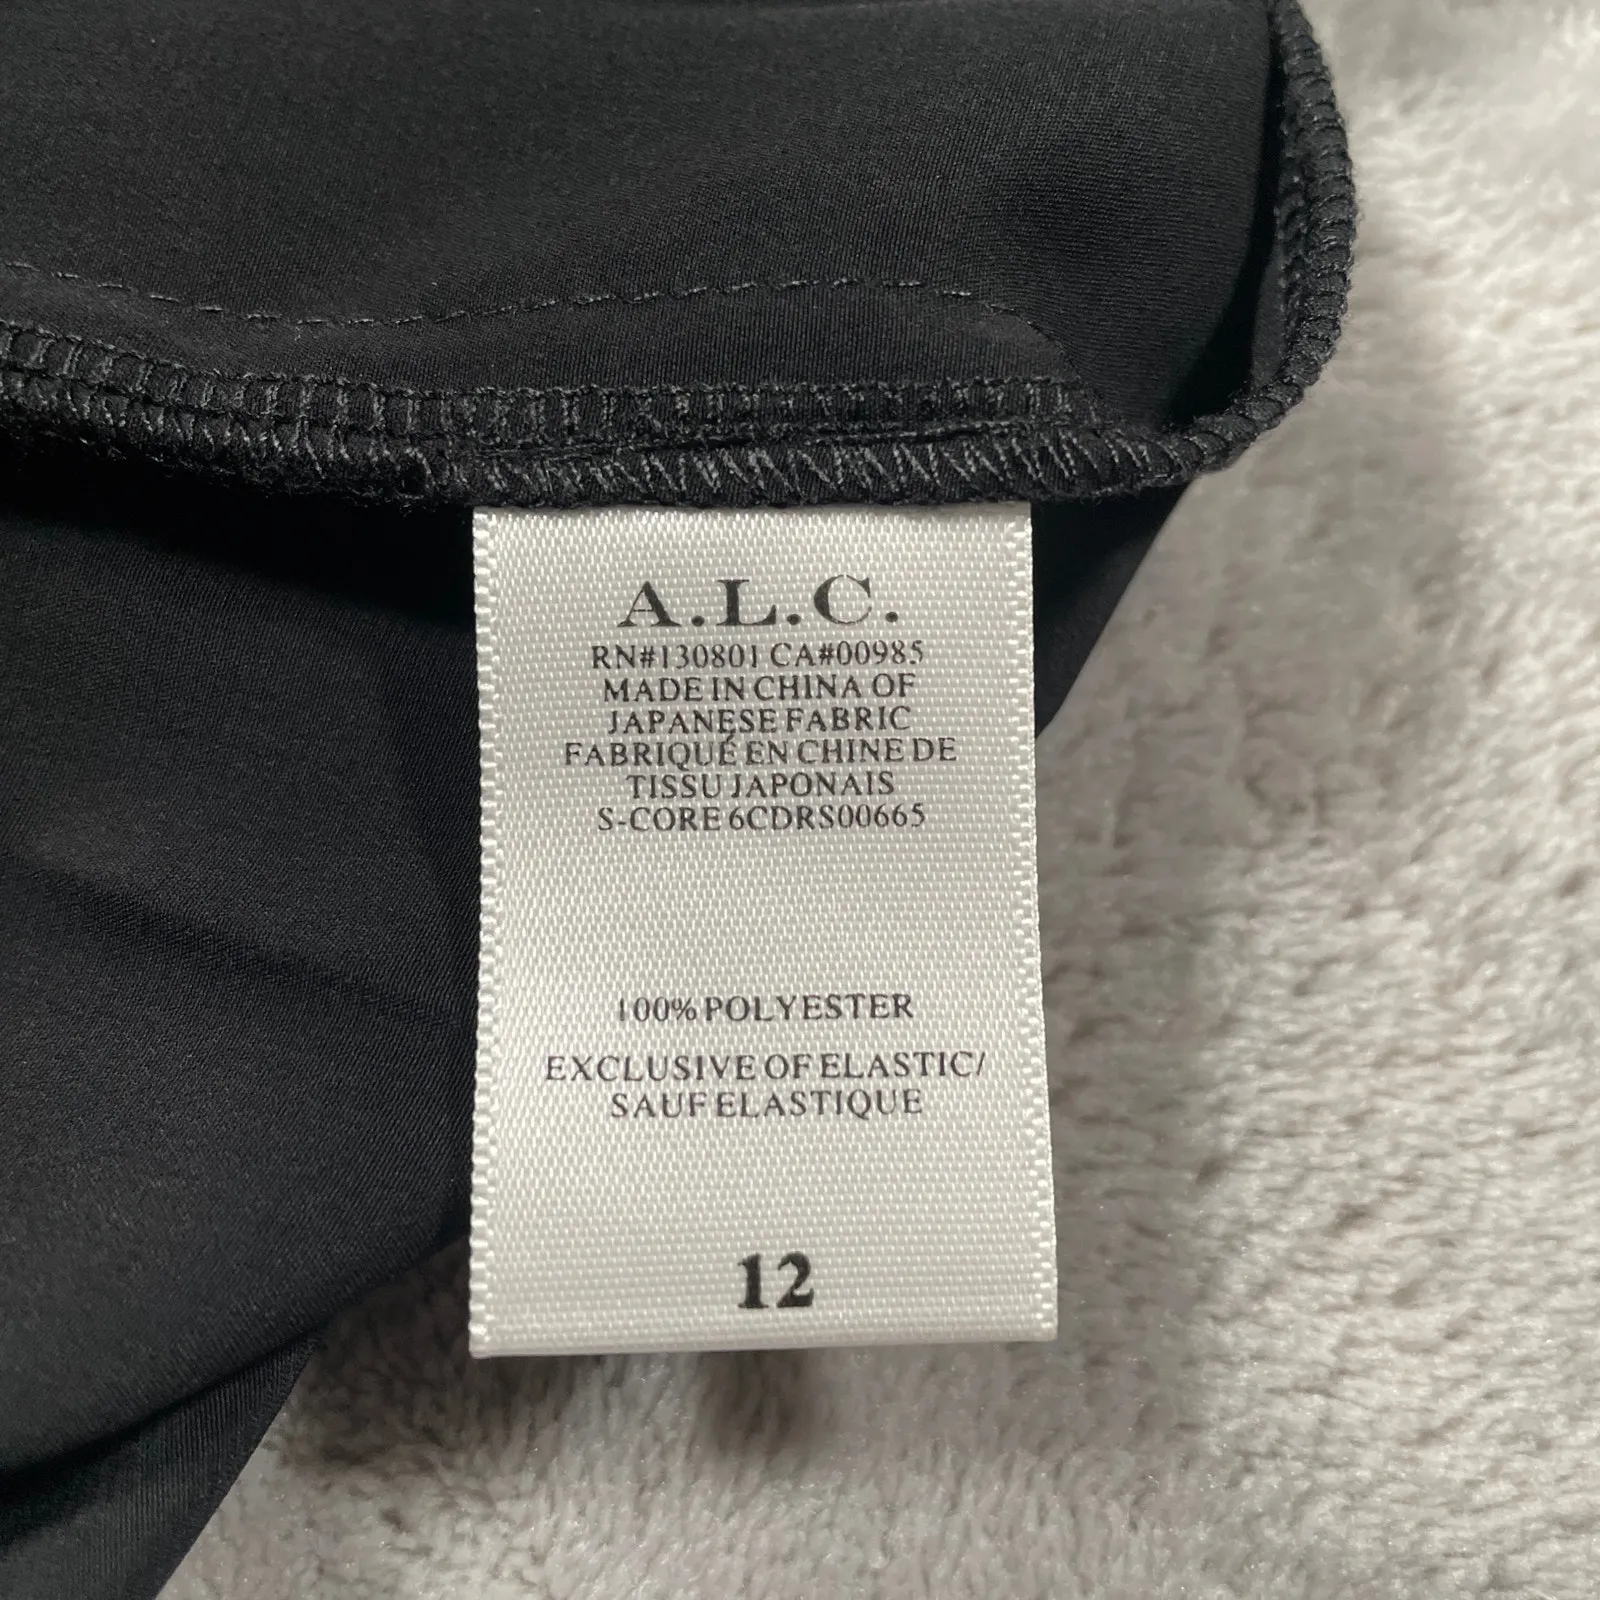 A.L.C.
RN#130801 CA#00985
MADE IN CHINA OF
JAPANESE FABRIC
FABRIQUÉ EN CHINE DE
TISSU JAPONAIS
S-CORE 6CDRS00665
100% POLYESTER
EXCLUSIVE OF ELASTIC/
SAUF ELASTIQUE
12